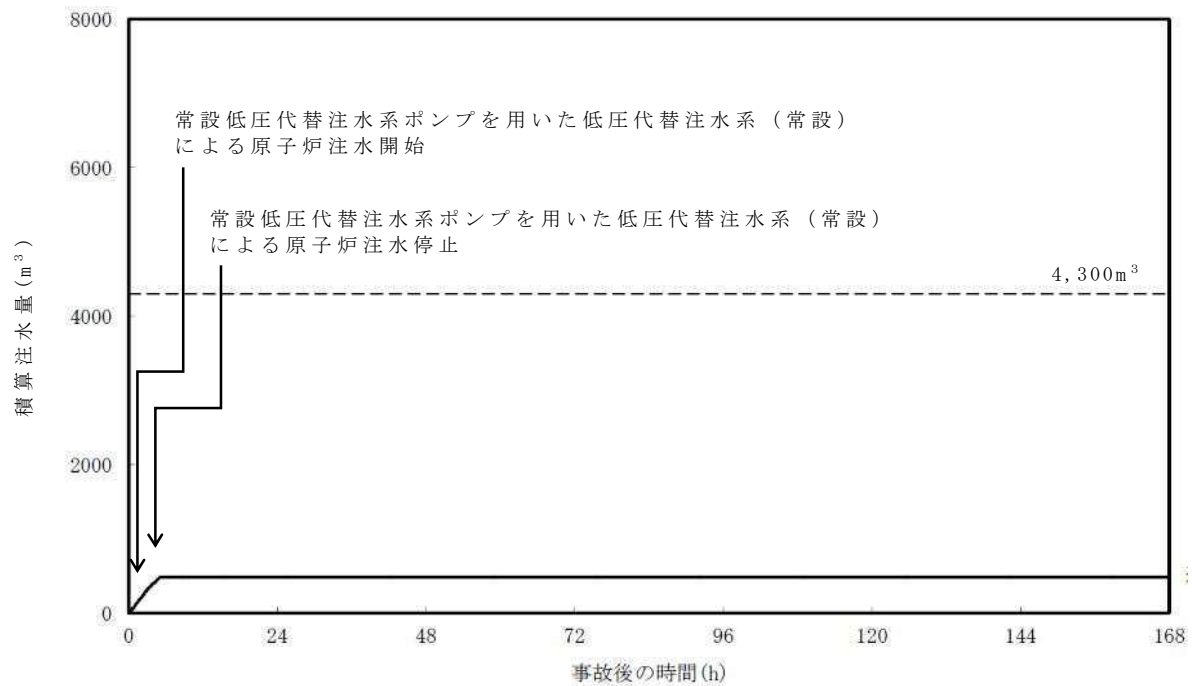 8000
常設低圧代替注水系ポンプを用いた低圧代替注水系（常設）
による原子炉注水開始
6000
常設低圧代替注水系ポンプを用いた低圧代替注水系（常設）
による原子炉注水停止
4,300m³
積算注水量(m³)
4000
2000
0
0 24 48 72 96 120 144 168
事故後の時間(h)